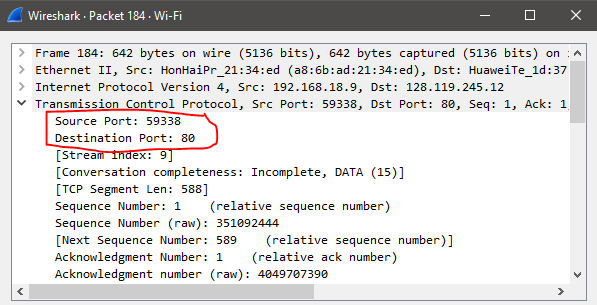 Wireshark · Packet 184 · Wi-Fi
Frame 184: 642 bytes on wire (5136 bits), 642 bytes captured (5136 bits) on
Ethernet II, Src: HonHaiPr_21:34:ed (a8:6b:ad:21:34:ed), Dst: HuaweiTe_1d:37
Internet Protocol Version 4, Src: 192.168.18.9, Dst: 128.119.245.12
Transmission Control Protocol, Src Port: 59338, Dst Port: 80, Seq: 1, Ack: 1
Source Port: 59338
Destination Port: 80
[Stream index: 9]
[Conversation completeness: Incomplete, DATA (15)]
[TCP Segment Len: 588]
Sequence Number: 1    (relative sequence number)
Sequence Number (raw): 351092444
[Next Sequence Number: 589    (relative sequence number)]
Acknowledgment Number: 1    (relative ack number)
Acknowledgment number (raw): 4049707390